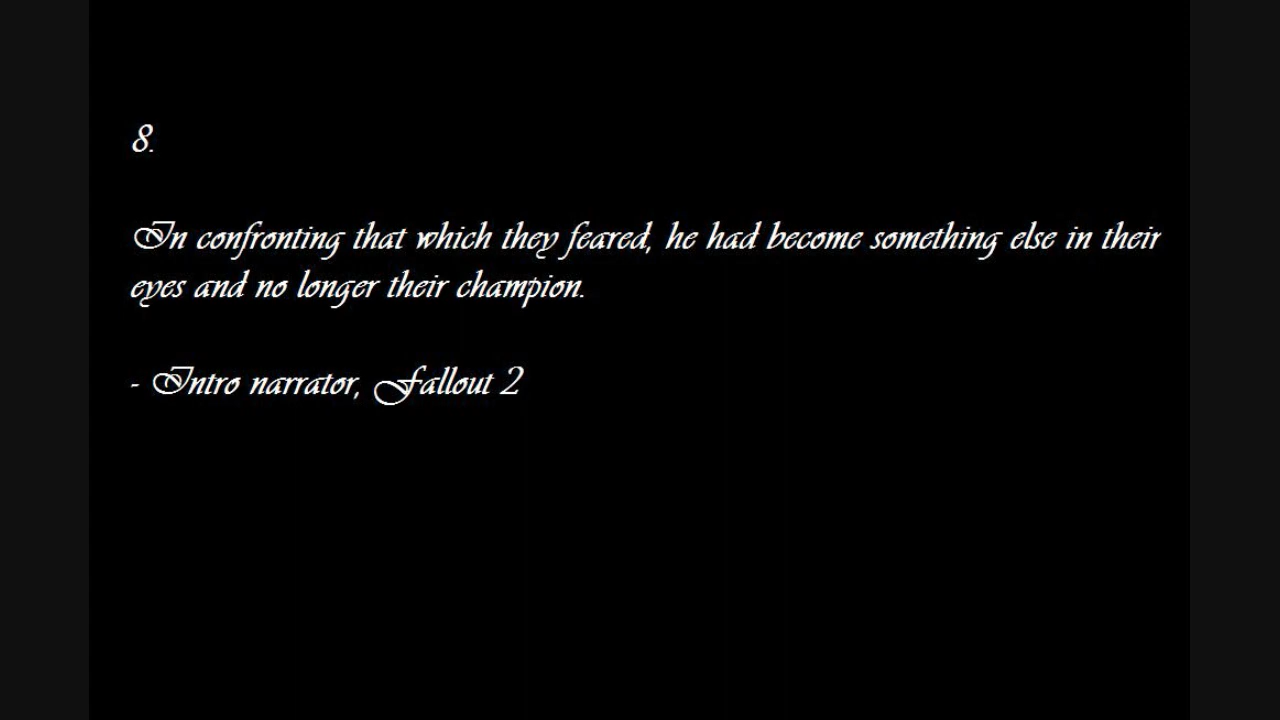 8.
In confronting that which they feared, he had become something else in their
eyes and no longer their champion.
- Intro narrator, Fallout 2